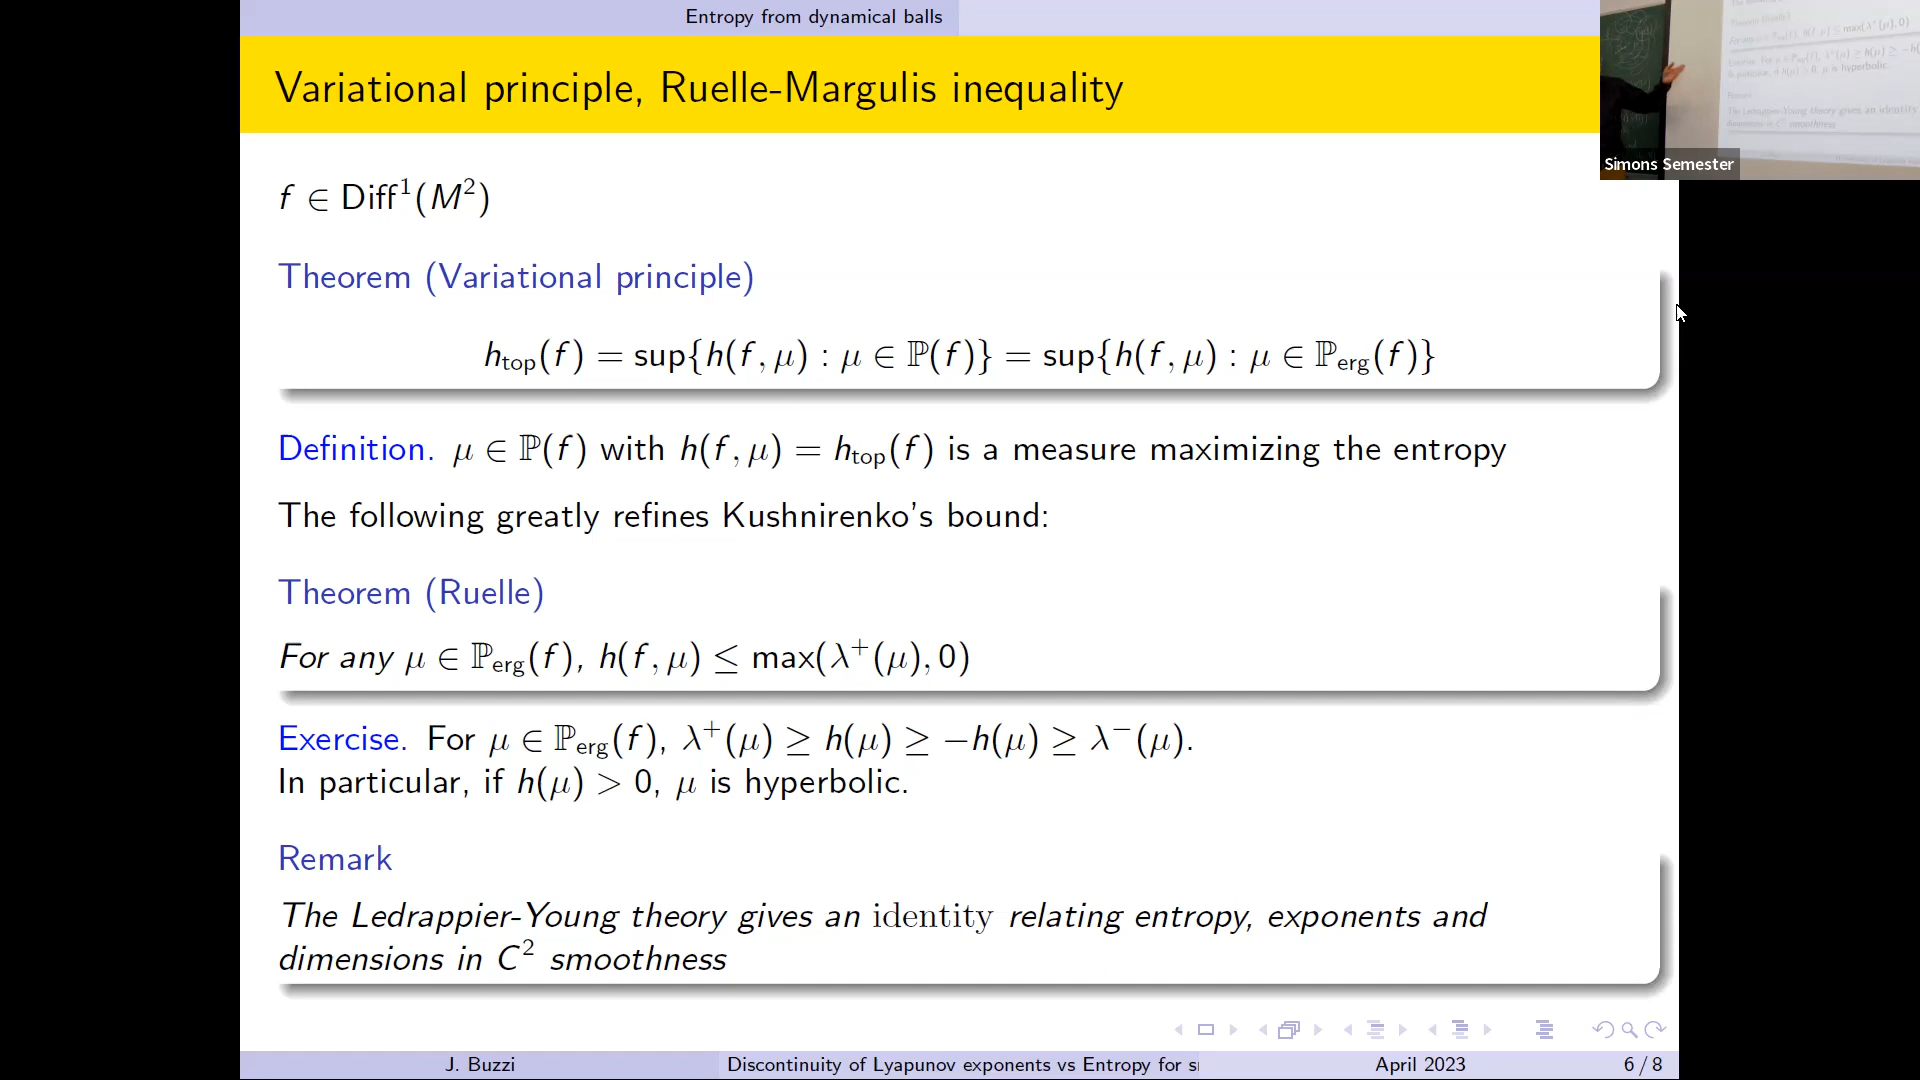 Entropy from dynamical balls
Variational principle, Ruelle-Margulis inequality
f ∈ Diff¹(M²)
Theorem (Variational principle)
h_top(f) = sup{h(f, μ) : μ ∈ ℙ(f)} = sup{h(f, μ) : μ ∈ ℙ_erg(f)}
Definition. μ ∈ ℙ(f) with h(f, μ) = h_top(f) is a measure maximizing the entropy
The following greatly refines Kushnirenko's bound:
Theorem (Ruelle)
For any μ ∈ ℙ_erg(f), h(f, μ) ≤ max(λ⁺(μ), 0)
Exercise. For μ ∈ ℙ_erg(f), λ⁺(μ) ≥ h(μ) ≥ −h(μ) ≥ λ⁻(μ).
In particular, if h(μ) > 0, μ is hyperbolic.
Remark
The Ledrappier-Young theory gives an identity relating entropy, exponents and
dimensions in C² smoothness
J. Buzzi
Discontinuity of Lyapunov exponents vs Entropy for
April 2023
6 / 8
Simons Semester